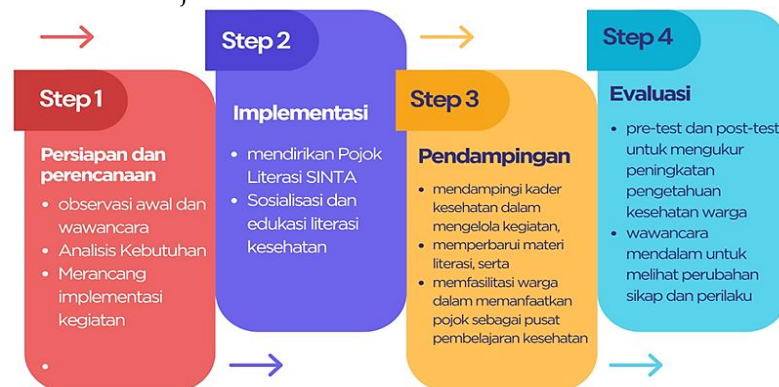 Step 1
Persiapan dan
perencanaan
• observasi awal dan
wawancara
• Analisis Kebutuhan
• Merancang
implementasi
kegiatan
•
Step 2
Implementasi
• mendirikan Pojok
Literasi SINTA
• Sosialisasi dan
edukasi literasi
kesehatan
Step 3
Pendampingan
• mendampingi kader
kesehatan dalam
mengelola kegiatan,
• memperbarui materi
literasi, serta
• memfasilitasi warga
dalam memanfaatkan
pojok sebagai pusat
pembelajaran kesehatan
Step 4
Evaluasi
• pre-test dan post-test
untuk mengukur
peningkatan
pengetahuan
kesehatan warga
• wawancara
mendalam untuk
melihat perubahan
sikap dan perilaku